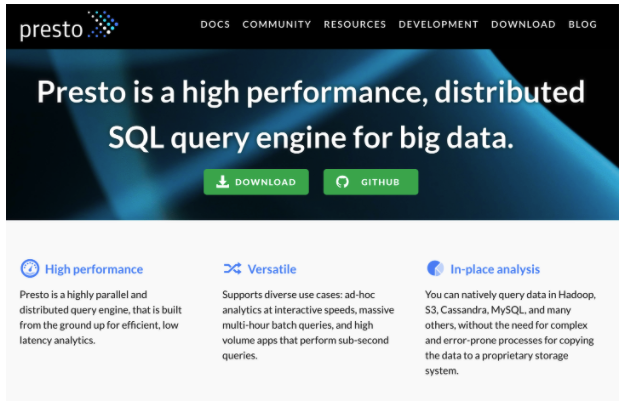 presto
DOCS COMMUNITY RESOURCES DEVELOPMENT DOWNLOAD BLOG
Presto is a high performance, distributed
SQL query engine for big data.
DOWNLOAD
GITHUB
High performance
Presto is a highly parallel and
distributed query engine, that is built
from the ground up for efficient, low
latency analytics.
Versatile
Supports diverse use cases: ad-hoc
analytics at interactive speeds, massive
multi-hour batch queries, and high
volume apps that perform sub-second
queries.
In-place analysis
You can natively query data in Hadoop,
S3, Cassandra, MySQL, and many
others, without the need for complex
and error-prone processes for copying
the data to a proprietary storage
system.